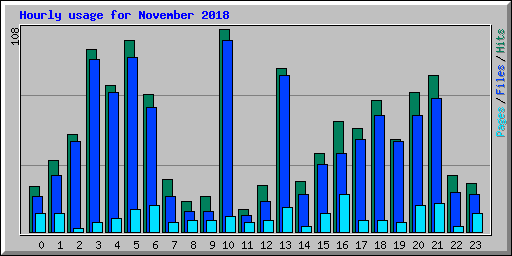 Hourly usage for November 2018
108
Pages / Files / Hits
0 1 2 3 4 5 6 7 8 9 10 11 12 13 14 15 16 17 18 19 20 21 22 23